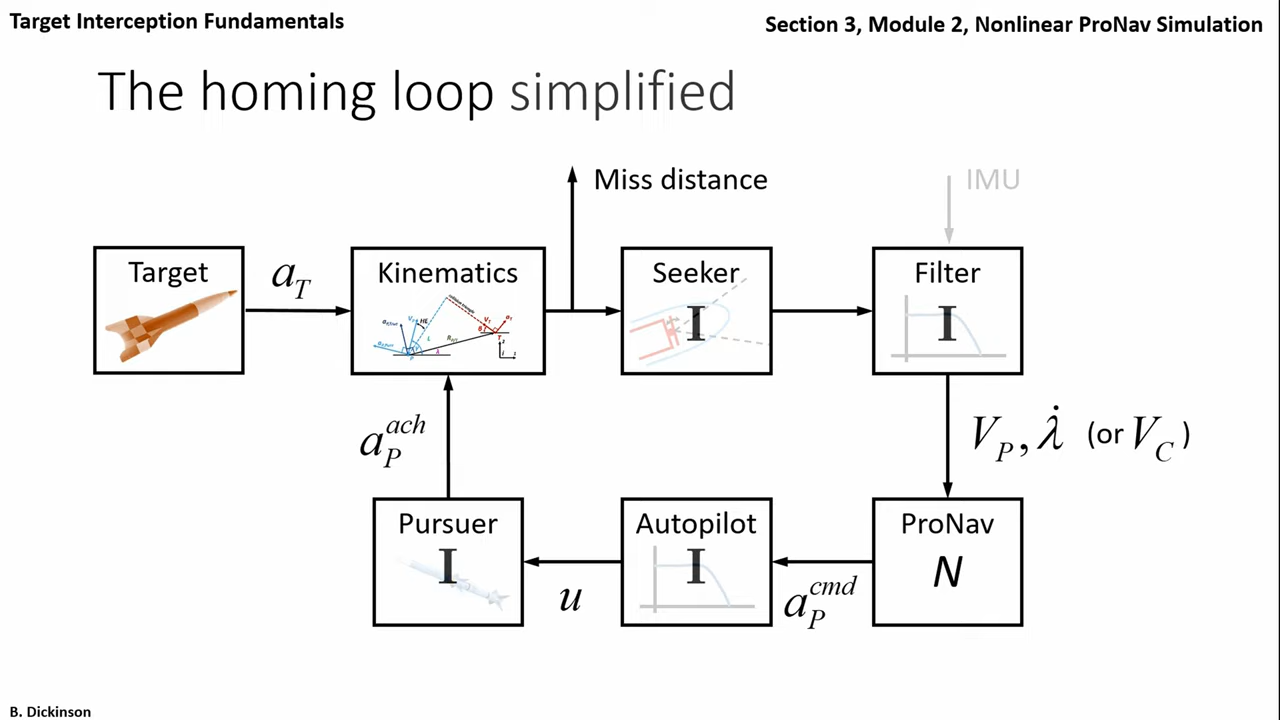 Target Interception Fundamentals
Section 3, Module 2, Nonlinear ProNav Simulation
The homing loop simplified
Miss distance
IMU
Target
a_T
Kinematics
Seeker
I
Filter
I
a_P^{ach}
V_P, λ̇ (or V_C)
Pursuer
I
u
Autopilot
I
a_P^{cmd}
ProNav
N
B. Dickinson